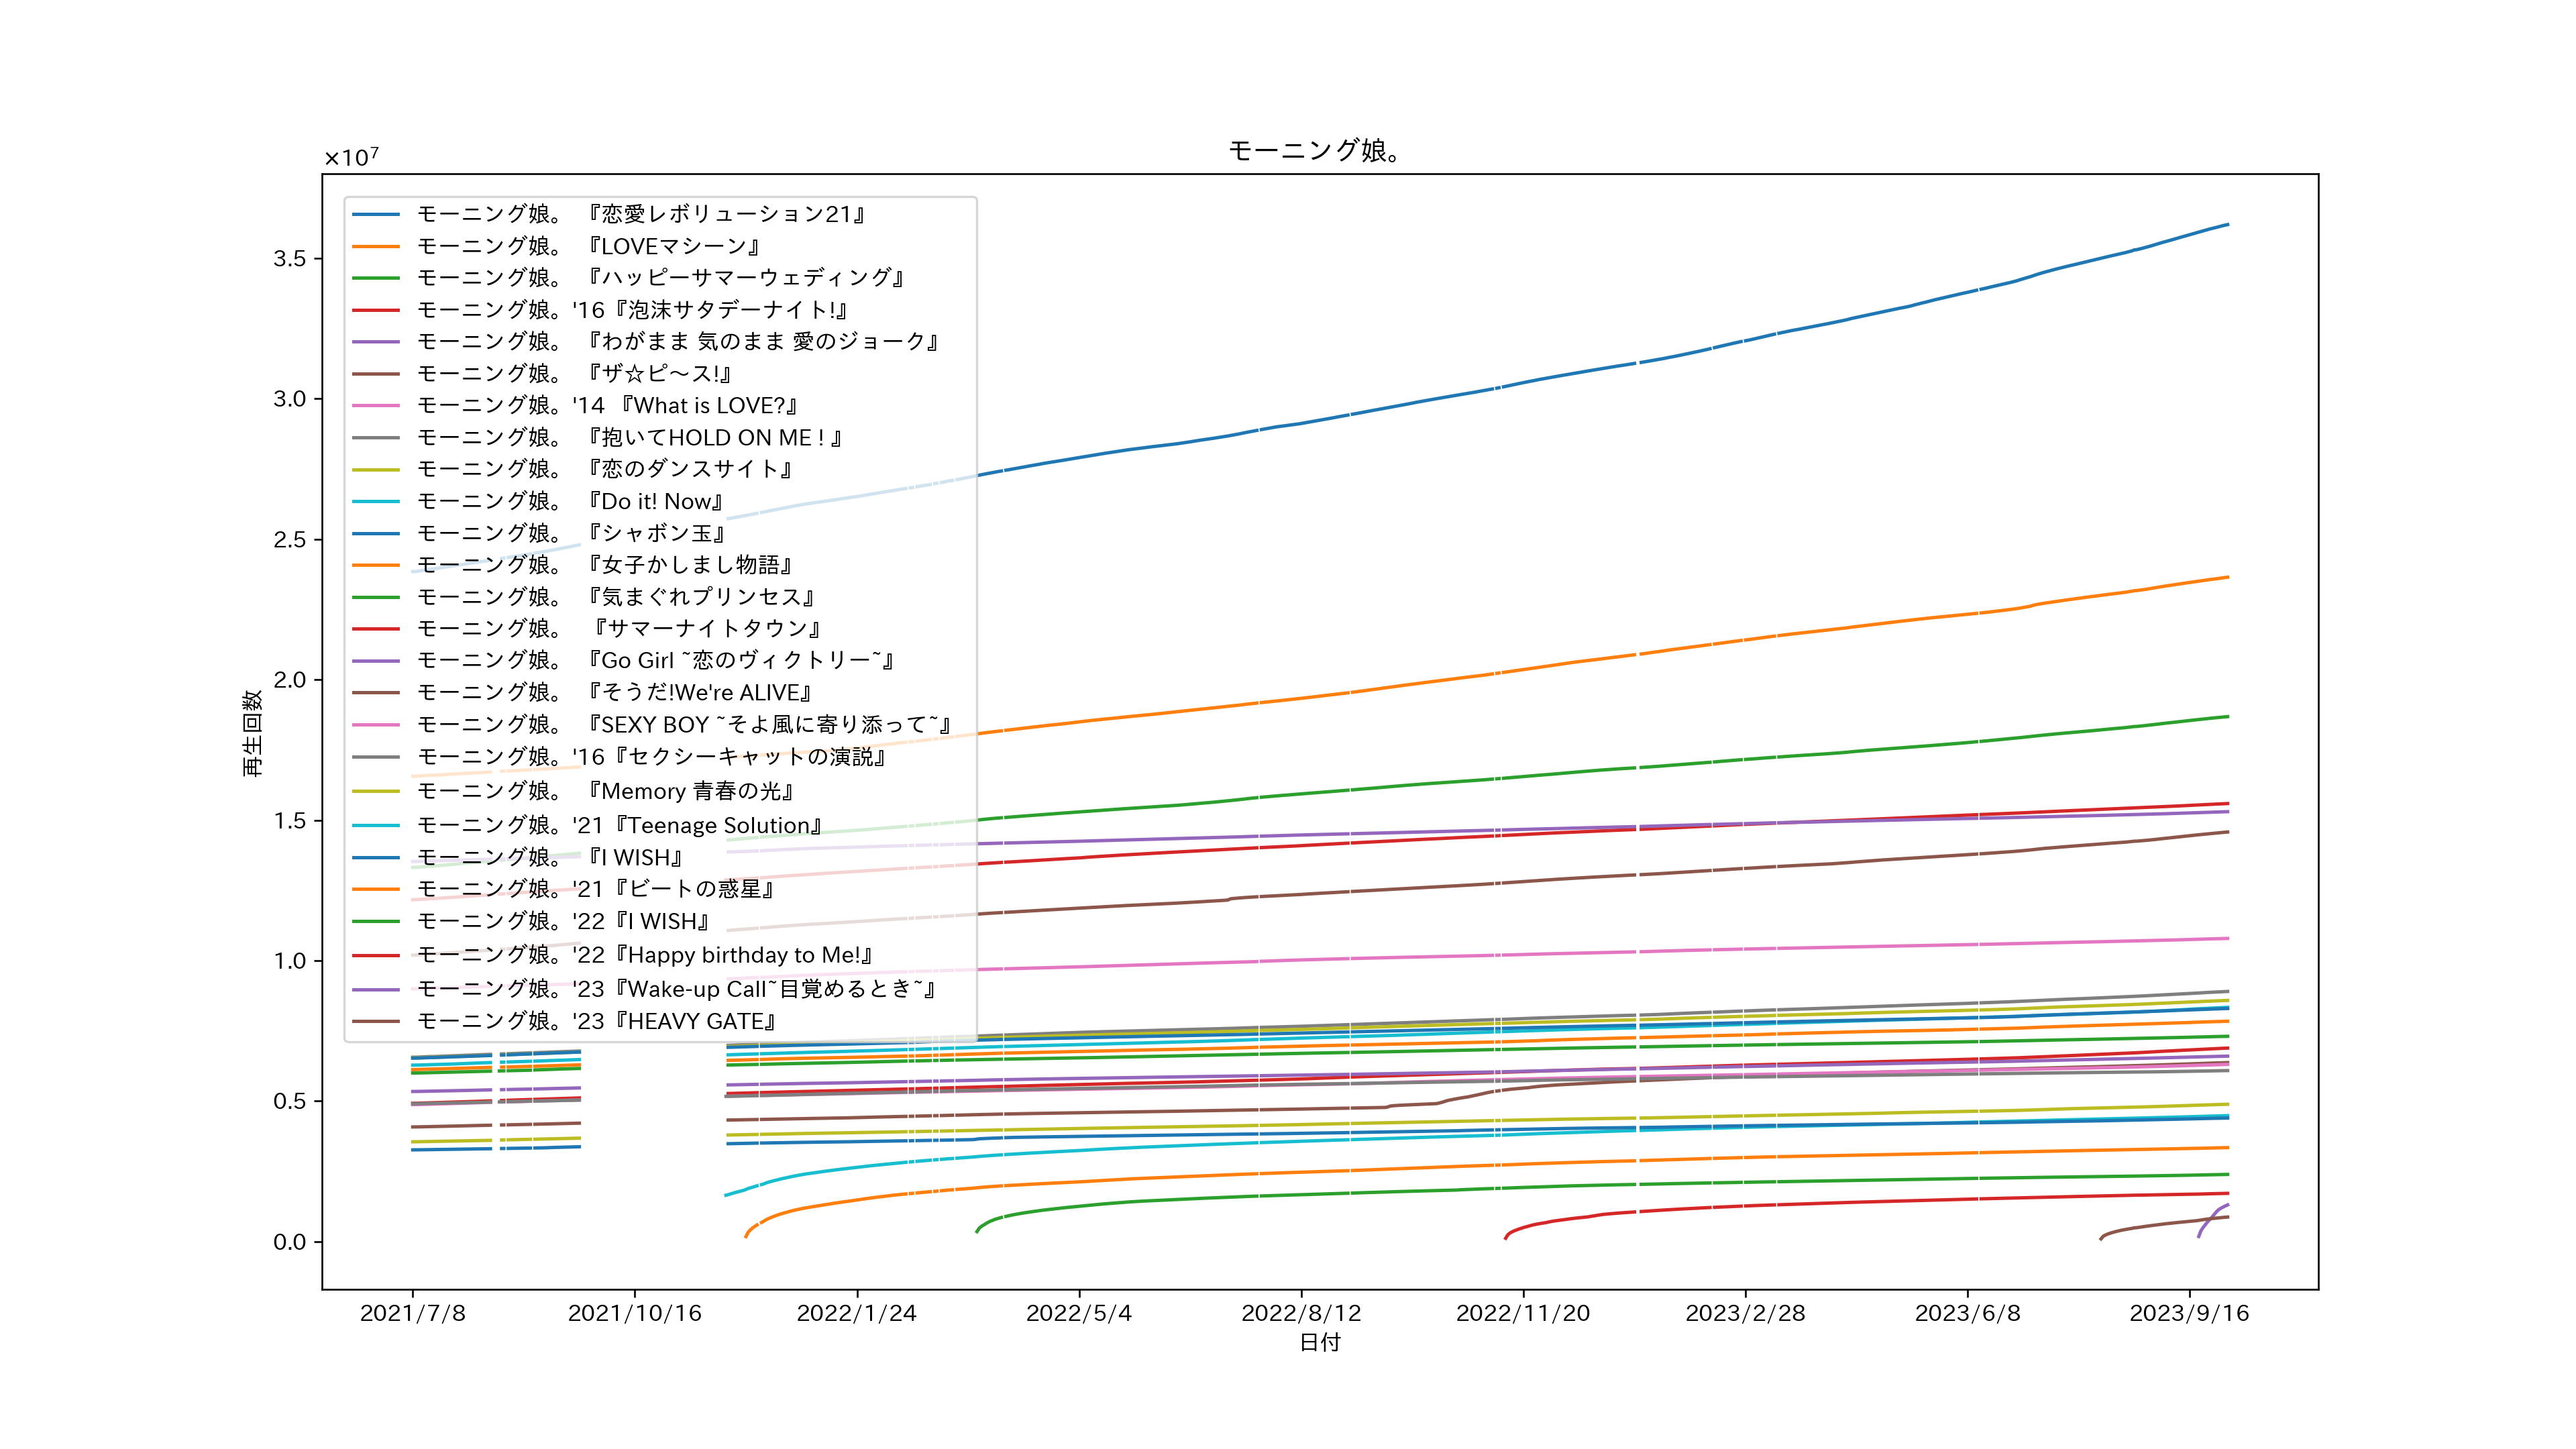 モーニング娘。
×10⁷
モーニング娘。 『恋愛レボリューション21』
モーニング娘。 『LOVEマシーン』
モーニング娘。 『ハッピーサマーウェディング』
モーニング娘。'16『泡沫サタデーナイト!』
モーニング娘。 『わがまま 気のまま 愛のジョーク』
モーニング娘。 『ザ☆ピ〜ス!』
モーニング娘。'14 『What is LOVE?』
モーニング娘。 『抱いてHOLD ON ME ! 』
モーニング娘。 『恋のダンスサイト』
モーニング娘。 『Do it! Now』
モーニング娘。 『シャボン玉』
モーニング娘。 『女子かしまし物語』
モーニング娘。 『気まぐれプリンセス』
モーニング娘。 『サマーナイトタウン』
モーニング娘。 『Go Girl ~恋のヴィクトリー~』
モーニング娘。 『そうだ!We're ALIVE』
モーニング娘。 『SEXY BOY ~そよ風に寄り添って~』
モーニング娘。'16『セクシーキャットの演説』
モーニング娘。 『Memory 青春の光』
モーニング娘。'21『Teenage Solution』
モーニング娘。 『I WISH』
モーニング娘。'21『ビートの惑星』
モーニング娘。'22『I WISH』
モーニング娘。'22『Happy birthday to Me!』
モーニング娘。'23『Wake-up Call~目覚めるとき~』
モーニング娘。'23『HEAVY GATE』
3.5
3.0
2.5
2.0
1.5
1.0
0.5
0.0
再生回数
2021/7/8 2021/10/16 2022/1/24 2022/5/4 2022/8/12 2022/11/20 2023/2/28 2023/6/8 2023/9/16
日付